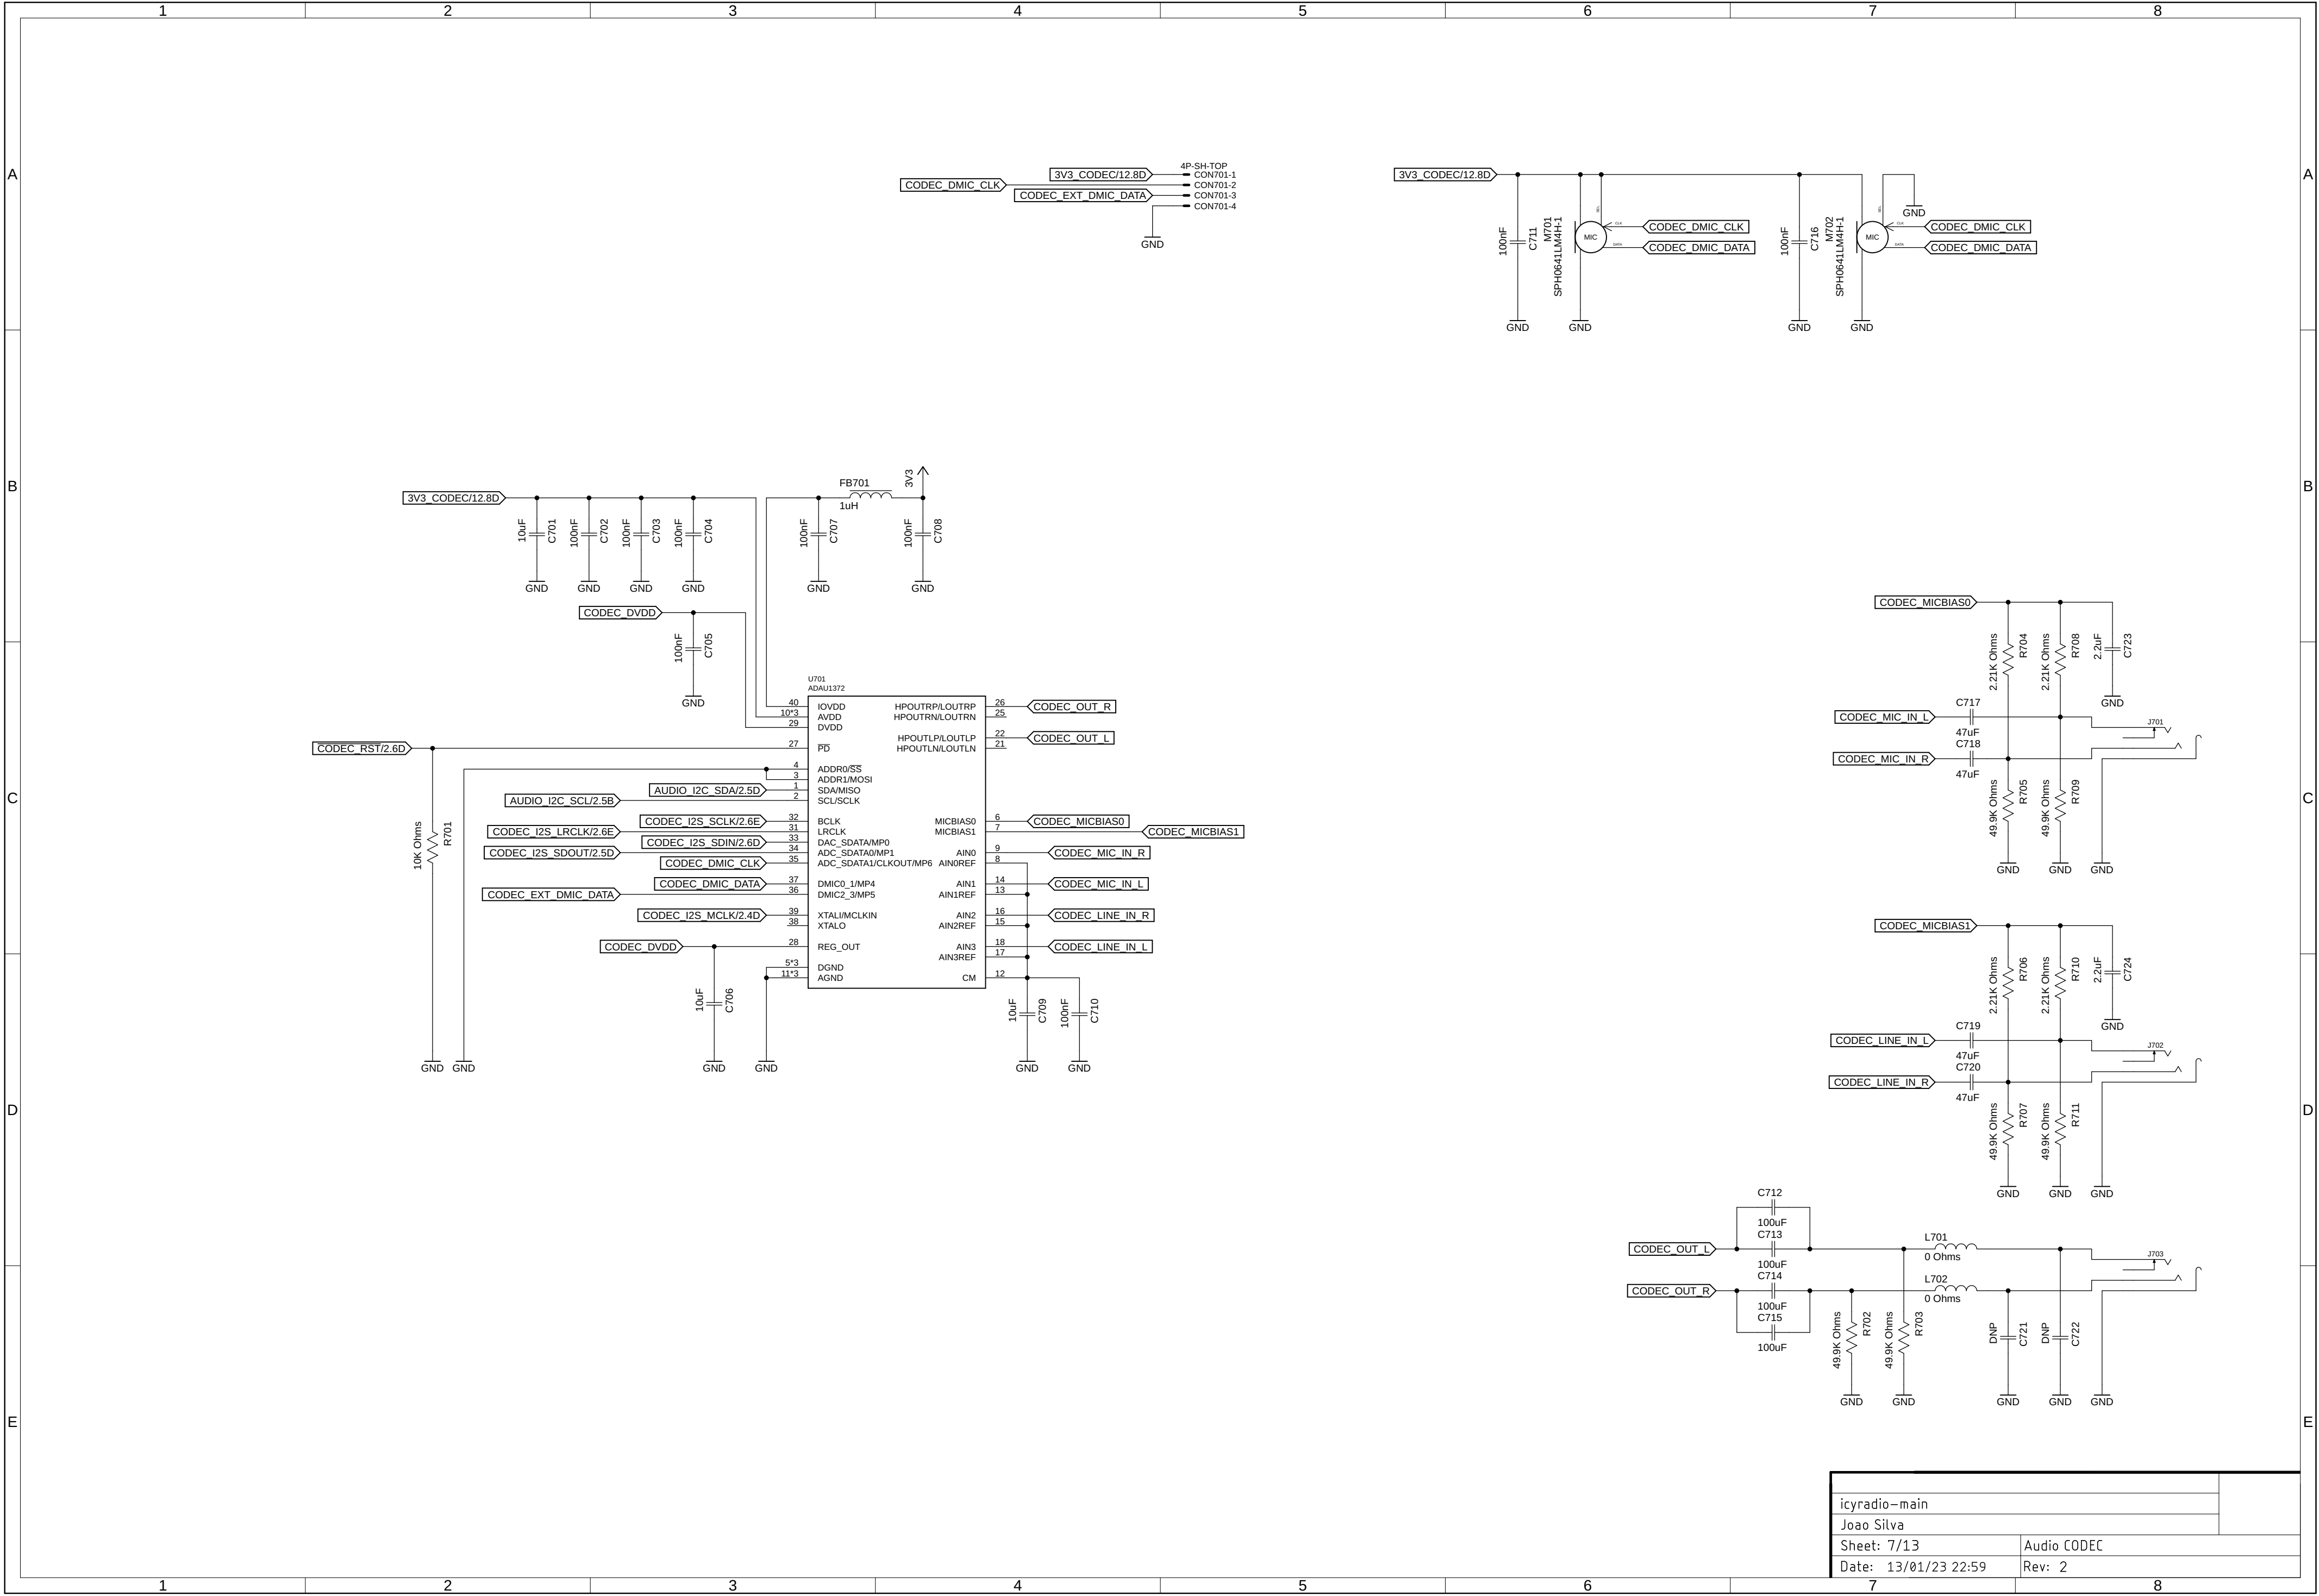 1 2 3 4 5 6 7 8
A A
4P-SH-TOP
3V3_CODEC/12.8D CON701-1
CODEC_DMIC_CLK CON701-2
CODEC_EXT_DMIC_DATA CON701-3
CON701-4
GND
3V3_CODEC/12.8D
100nF C711
M701 SPH0641LM4H-1
MIC
SEL
CLK CODEC_DMIC_CLK
DATA CODEC_DMIC_DATA
GND GND
100nF C716
M702 SPH0641LM4H-1
MIC
SEL
GND
CLK CODEC_DMIC_CLK
DATA CODEC_DMIC_DATA
GND GND
B B
3V3_CODEC/12.8D
10uF C701
100nF C702
100nF C703
100nF C704
GND GND GND GND
FB701
1uH
3V3
100nF C707
100nF C708
GND GND
CODEC_DVDD
100nF C705
GND
U701
ADAU1372
40 IOVDD
10*3 AVDD
29 DVDD
CODEC_RST/2.6D 27 PD
4 ADDR0/SS
3 ADDR1/MOSI
AUDIO_I2C_SDA/2.5D 1 SDA/MISO
AUDIO_I2C_SCL/2.5B 2 SCL/SCLK
CODEC_I2S_SCLK/2.6E 32 BCLK
CODEC_I2S_LRCLK/2.6E 31 LRCLK
CODEC_I2S_SDIN/2.6D 33 DAC_SDATA/MP0
CODEC_I2S_SDOUT/2.5D 34 ADC_SDATA0/MP1
CODEC_DMIC_CLK 35 ADC_SDATA1/CLKOUT/MP6
CODEC_DMIC_DATA 37 DMIC0_1/MP4
CODEC_EXT_DMIC_DATA 36 DMIC2_3/MP5
CODEC_I2S_MCLK/2.4D 39 XTALI/MCLKIN
38 XTALO
CODEC_DVDD 28 REG_OUT
5*3 DGND
11*3 AGND
HPOUTRP/LOUTRP 26 CODEC_OUT_R
HPOUTRN/LOUTRN 25
HPOUTLP/LOUTLP 22 CODEC_OUT_L
HPOUTLN/LOUTLN 21
MICBIAS0 6 CODEC_MICBIAS0
MICBIAS1 7 CODEC_MICBIAS1
AIN0 9 CODEC_MIC_IN_R
AIN0REF 8
AIN1 14 CODEC_MIC_IN_L
AIN1REF 13
AIN2 16 CODEC_LINE_IN_R
AIN2REF 15
AIN3 18 CODEC_LINE_IN_L
AIN3REF 17
CM 12
10K Ohms R701
10uF C706
10uF C709
100nF C710
GND GND GND GND GND GND
C C
CODEC_MICBIAS0
2.21K Ohms R704
2.21K Ohms R708
2.2uF C723
GND
CODEC_MIC_IN_L C717
47uF
CODEC_MIC_IN_R C718
47uF
J701
49.9K Ohms R705
49.9K Ohms R709
GND GND GND
CODEC_MICBIAS1
2.21K Ohms R706
2.21K Ohms R710
2.2uF C724
GND
CODEC_LINE_IN_L C719
47uF
CODEC_LINE_IN_R C720
47uF
J702
D D
49.9K Ohms R707
49.9K Ohms R711
GND GND GND
C712
100uF
CODEC_OUT_L C713
100uF
CODEC_OUT_R C714
100uF
C715
100uF
L701
0 Ohms
L702
0 Ohms
J703
49.9K Ohms R702
49.9K Ohms R703
DNP C721
DNP C722
GND GND GND GND GND
E E
icyradio-main
Joao Silva
Sheet: 7/13 Audio CODEC
Date: 13/01/23 22:59 Rev: 2
1 2 3 4 5 6 7 8